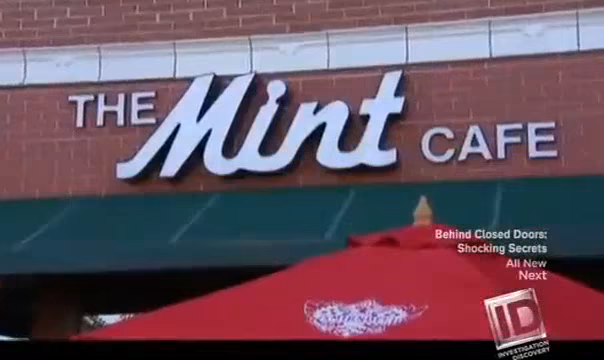 THE Mint CAFE
Behind Closed Doors:
Shocking Secrets
All New
Next
ID
INVESTIGATION
DISCOVERY